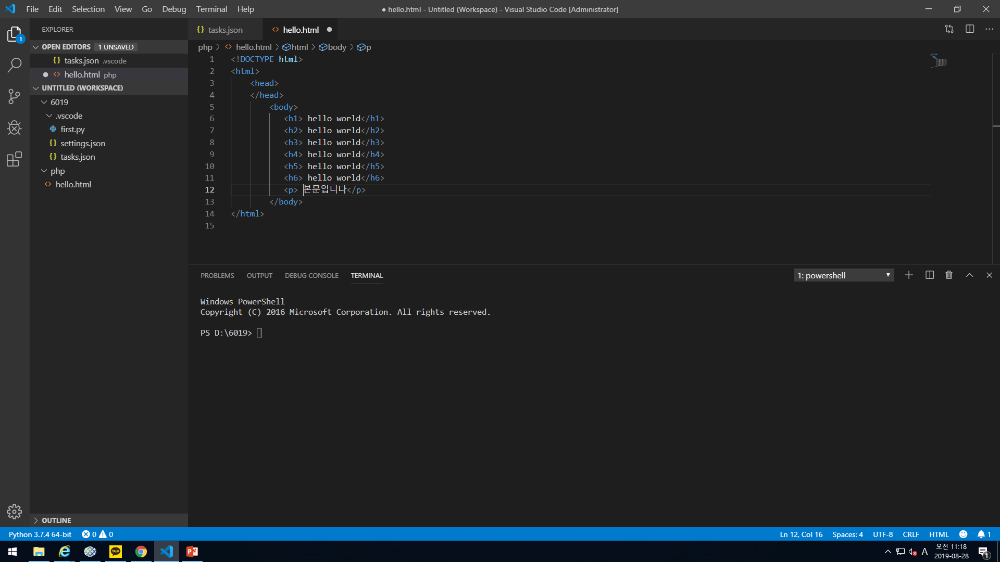 File Edit Selection View Go Debug Terminal Help
● hello.html - Untitled (Workspace) - Visual Studio Code [Administrator]
1
EXPLORER
OPEN EDITORS 1 UNSAVED
{} tasks.json .vscode
● <> hello.html php
UNTITLED (WORKSPACE)
6019
.vscode
first.py
{} settings.json
{} tasks.json
php
<> hello.html
OUTLINE
{} tasks.json <> hello.html ●
php > <> hello.html > html > body > p
1 <!DOCTYPE html>
2 <html>
3 <head>
4 </head>
5 <body>
6 <h1> hello world</h1>
7 <h2> hello world</h2>
8 <h3> hello world</h3>
9 <h4> hello world</h4>
10 <h5> hello world</h5>
11 <h6> hello world</h6>
12 <p> 본문입니다</p>
13 </body>
14 </html>
15
PROBLEMS OUTPUT DEBUG CONSOLE TERMINAL
1: powershell
Windows PowerShell
Copyright (C) 2016 Microsoft Corporation. All rights reserved.
PS D:\6019>
Python 3.7.4 64-bit 0 0
Ln 12, Col 16 Spaces: 4 UTF-8 CRLF HTML 1
TALK
P
A
오전 11:18
2019-08-28
1